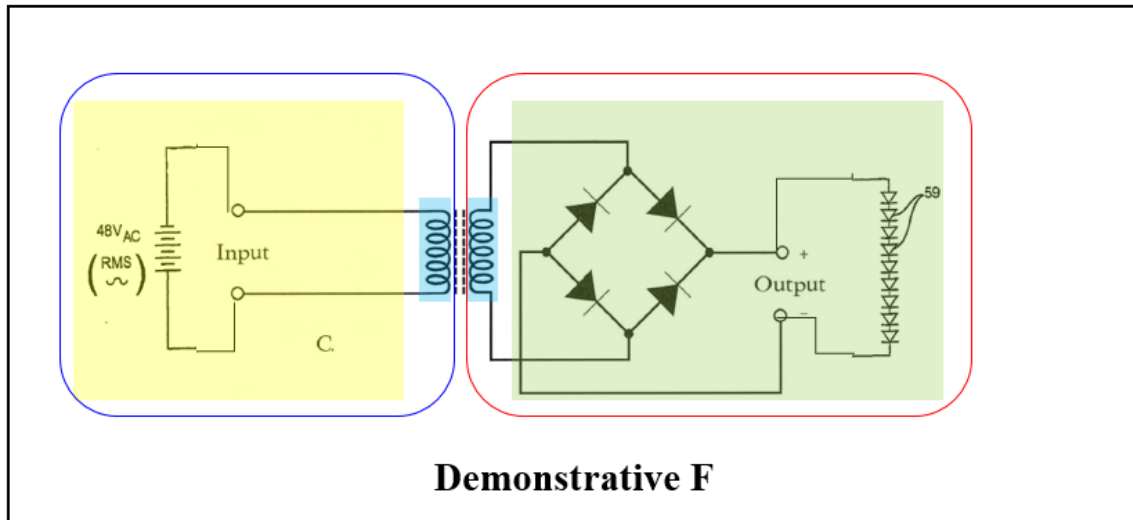 48VAC
(RMS)
Input
C.
59
+
Output
−
Demonstrative F